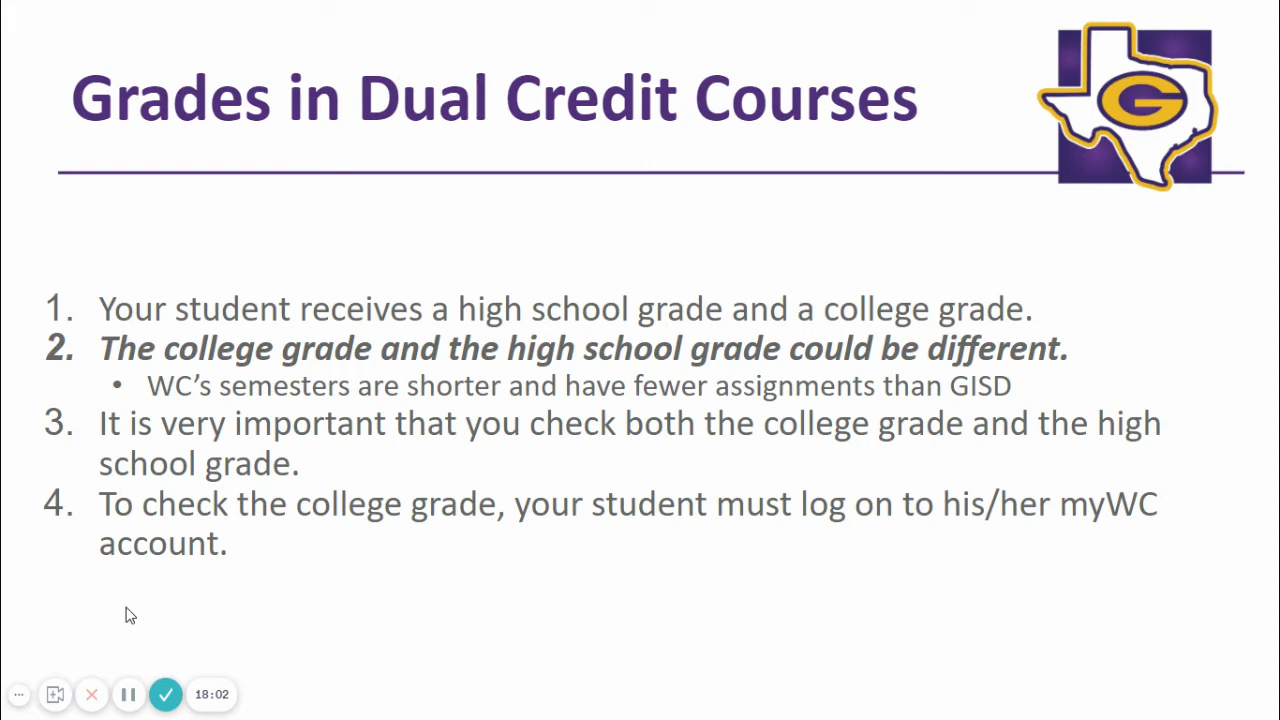 Grades in Dual Credit Courses
G
1. Your student receives a high school grade and a college grade.
2. The college grade and the high school grade could be different.
• WC’s semesters are shorter and have fewer assignments than GISD
3. It is very important that you check both the college grade and the high
school grade.
4. To check the college grade, your student must log on to his/her myWC
account.
18:02